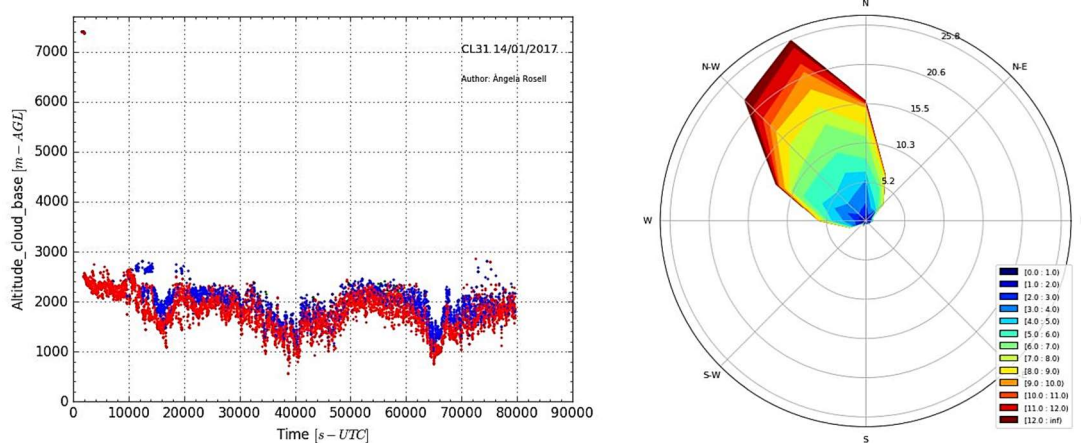 7000
6000
5000
4000
3000
2000
1000
0
Altitude_cloud_base [m − AGL]
CL31 14/01/2017
Author: Àngela Rosell
0 10000 20000 30000 40000 50000 60000 70000 80000 90000
Time [s − UTC]
N
25.8
N-W
N-E
20.6
15.5
10.3
5.2
W
S-W
S
[0.0 : 1.0)
[1.0 : 2.0)
[2.0 : 3.0)
[3.0 : 4.0)
[4.0 : 5.0)
[5.0 : 6.0)
[6.0 : 7.0)
[7.0 : 8.0)
[8.0 : 9.0)
[9.0 : 10.0)
[10.0 : 11.0)
[11.0 : 12.0)
[12.0 : inf)